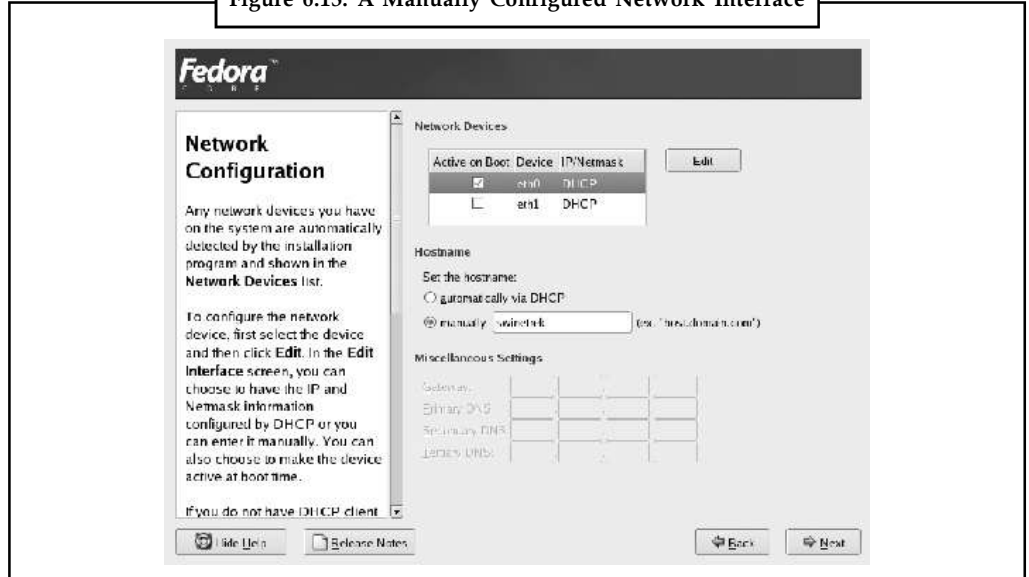 Figure 6.13: A Manually Configured Network Interface
Fedora™
C O R E
Network
Configuration
Any network devices you have
on the system are automatically
detected by the installation
program and shown in the
Network Devices list.
To configure the network
device, first select the device
and then click Edit. In the Edit
Interface screen, you can
choose to have the IP and
Netmask information
configured by DHCP or you
can enter it manually. You can
also choose to make the device
active at boot time.
If you do not have DHCP client
Network Devices
Active on Boot Device IP/Netmask
eth0 DHCP
eth1 DHCP
Edit
Hostname
Set the hostname:
automatically via DHCP
manually
(ex. "host.domain.com")
Miscellaneous Settings
Gateway:
Primary DNS:
Secondary DNS:
Tertiary DNS:
Hide Help
Release Notes
Back
Next